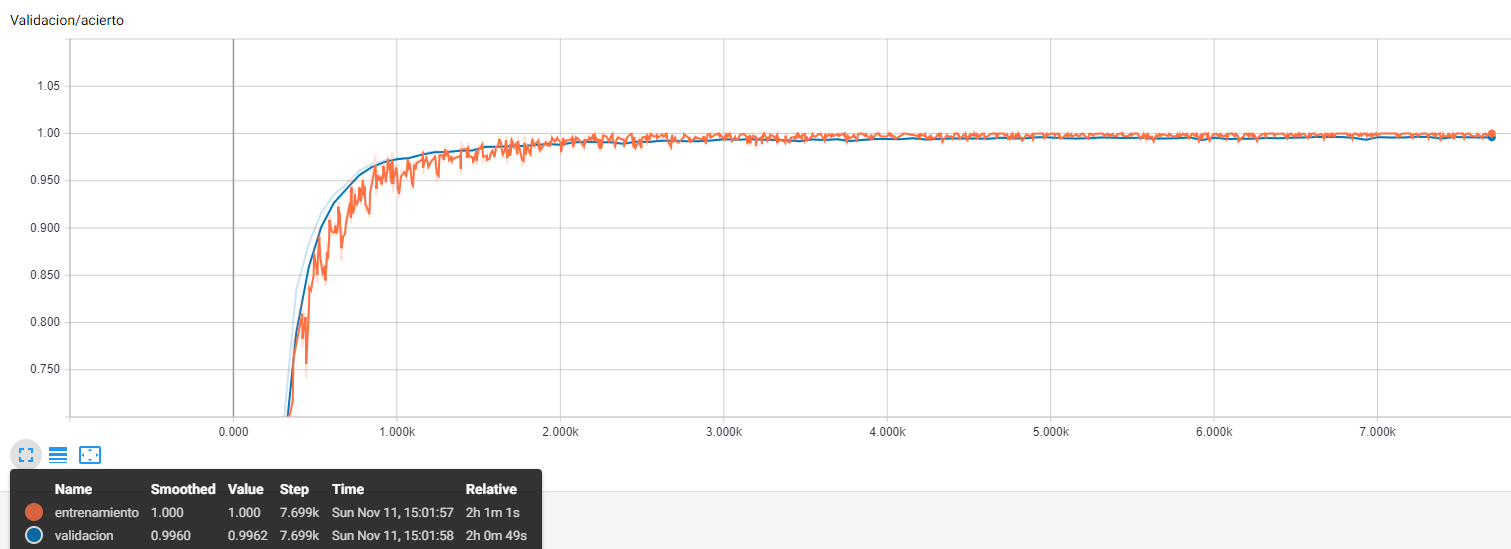 Validacion/acierto
1.05
1.00
0.950
0.900
0.850
0.800
0.750
0.000 1.000k 2.000k 3.000k 4.000k 5.000k 6.000k 7.000k
Name Smoothed Value Step Time Relative
entrenamiento 1.000 1.000 7.699k Sun Nov 11, 15:01:57 2h 1m 1s
validacion 0.9960 0.9962 7.699k Sun Nov 11, 15:01:58 2h 0m 49s